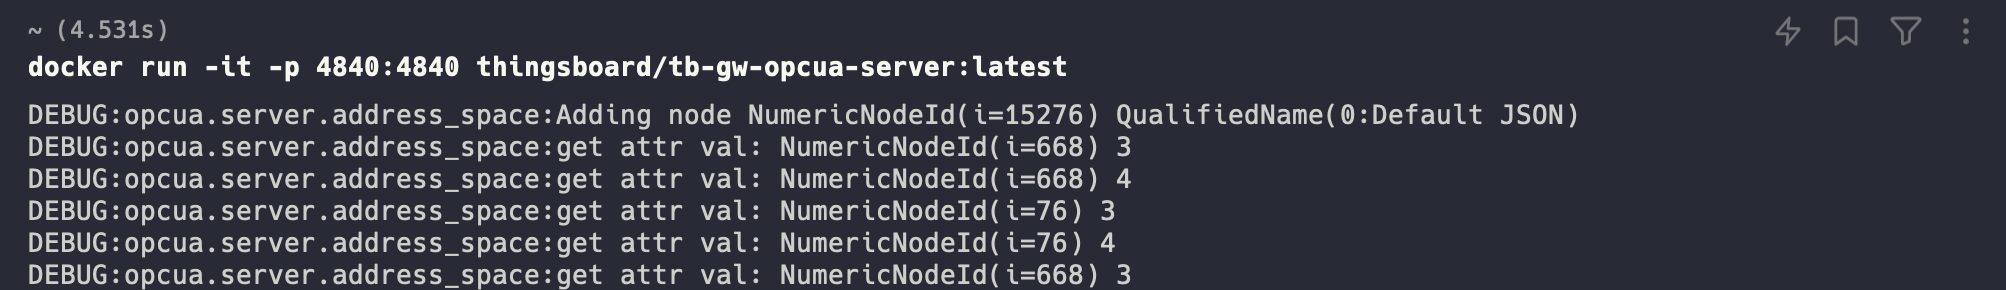 ~ (4.531s)
docker run -it -p 4840:4840 thingsboard/tb-gw-opcua-server:latest
DEBUG:opcua.server.address_space:Adding node NumericNodeId(i=15276) QualifiedName(0:Default JSON)
DEBUG:opcua.server.address_space:get attr val: NumericNodeId(i=668) 3
DEBUG:opcua.server.address_space:get attr val: NumericNodeId(i=668) 4
DEBUG:opcua.server.address_space:get attr val: NumericNodeId(i=76) 3
DEBUG:opcua.server.address_space:get attr val: NumericNodeId(i=76) 4
DEBUG:opcua.server.address_space:get attr val: NumericNodeId(i=668) 3